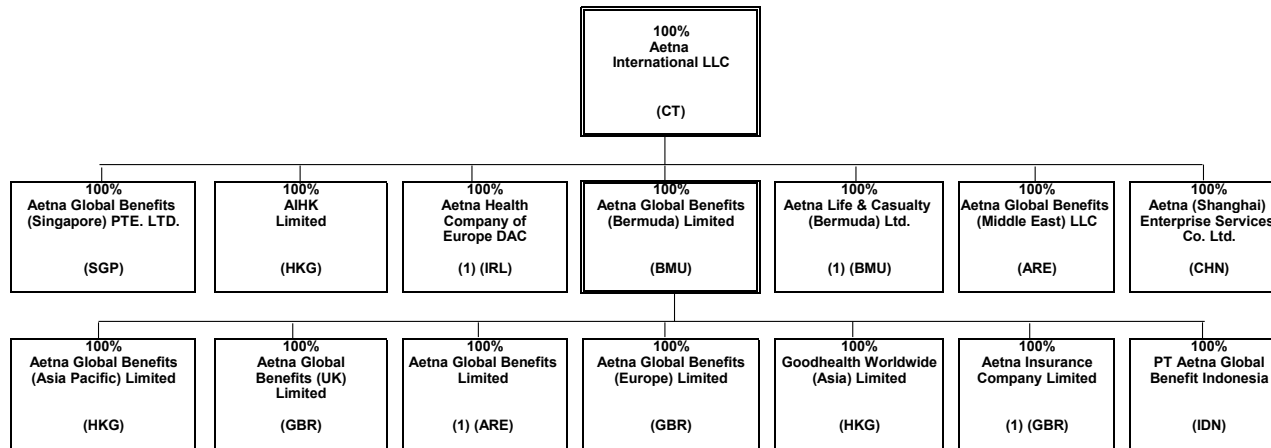 100%
Aetna
International LLC
(CT)
100%
Aetna Global Benefits
(Singapore) PTE. LTD.
(SGP)
100%
AIHK
Limited
(HKG)
100%
Aetna Health
Company of
Europe DAC
(1) (IRL)
100%
Aetna Global Benefits
(Bermuda) Limited
(BMU)
100%
Aetna Life & Casualty
(Bermuda) Ltd.
(1) (BMU)
100%
Aetna Global Benefits
(Middle East) LLC
(ARE)
100%
Aetna (Shanghai)
Enterprise Services
Co. Ltd.
(CHN)
100%
Aetna Global Benefits
(Asia Pacific) Limited
(HKG)
100%
Aetna Global
Benefits (UK)
Limited
(GBR)
100%
Aetna Global Benefits
Limited
(1) (ARE)
100%
Aetna Global Benefits
(Europe) Limited
(GBR)
100%
Goodhealth Worldwide
(Asia) Limited
(HKG)
100%
Aetna Insurance
Company Limited
(1) (GBR)
100%
PT Aetna Global
Benefit Indonesia
(IDN)